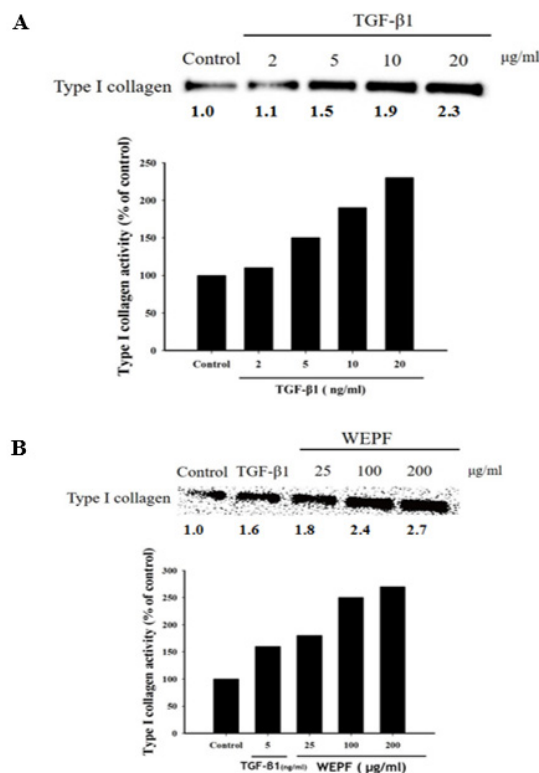 A
TGF-β1
Control 2 5 10 20 μg/ml
Type I collagen
1.0 1.1 1.5 1.9 2.3
Type I collagen activity (% of control)
250
200
150
100
50
0
Control 2 5 10 20
TGF-β1 ( ng/ml)
B
WEPF
Control TGF-β1 25 100 200 μg/ml
Type I collagen
1.0 1.6 1.8 2.4 2.7
Type I collagen activity (% of control)
300
250
200
150
100
50
0
Control 5 25 100 200
TGF-β1(ng/ml) WEPF ( μg/ml)